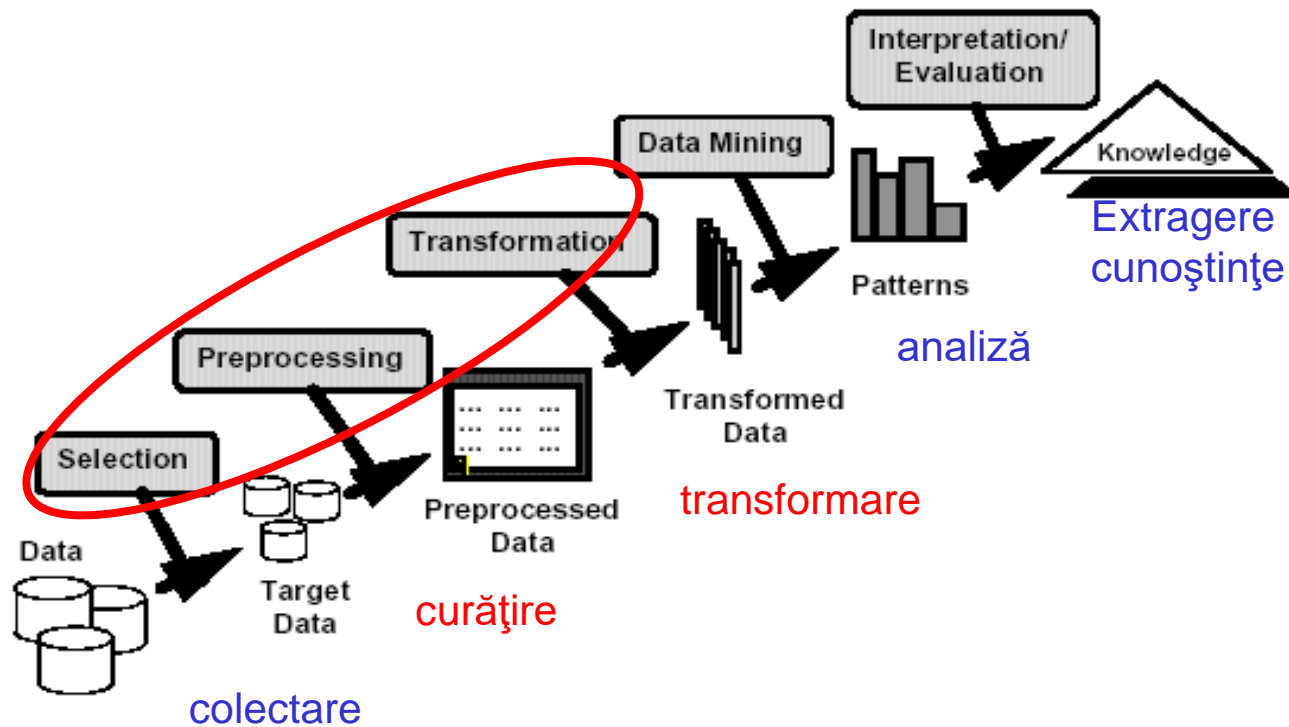 Interpretation/
Evaluation
Data Mining
Knowledge
Extragere
cunoştinţe
Transformation
Patterns
analiză
Preprocessing
... ... ...
... ... ...
... ... ...
Transformed
Data
Selection
transformare
Preprocessed
Data
Data
Target
Data
curăţire
colectare